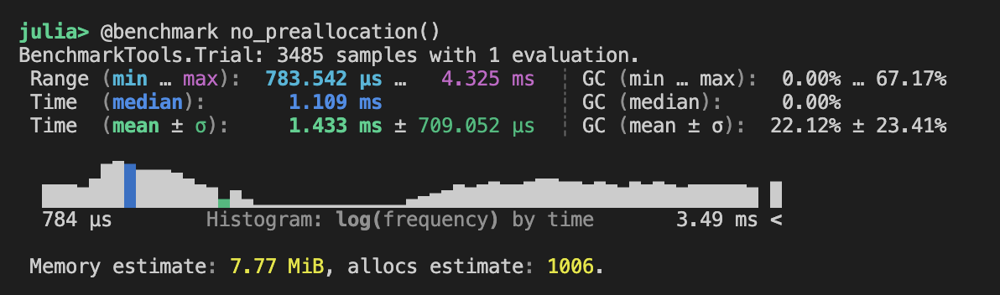 julia> @benchmark no_preallocation()
BenchmarkTools.Trial: 3485 samples with 1 evaluation.
Range (min … max): 783.542 μs … 4.325 ms ┊ GC (min … max): 0.00% … 67.17%
Time (median): 1.109 ms ┊ GC (median): 0.00%
Time (mean ± σ): 1.433 ms ± 709.052 μs ┊ GC (mean ± σ): 22.12% ± 23.41%
784 μs Histogram: log(frequency) by time 3.49 ms <
Memory estimate: 7.77 MiB, allocs estimate: 1006.